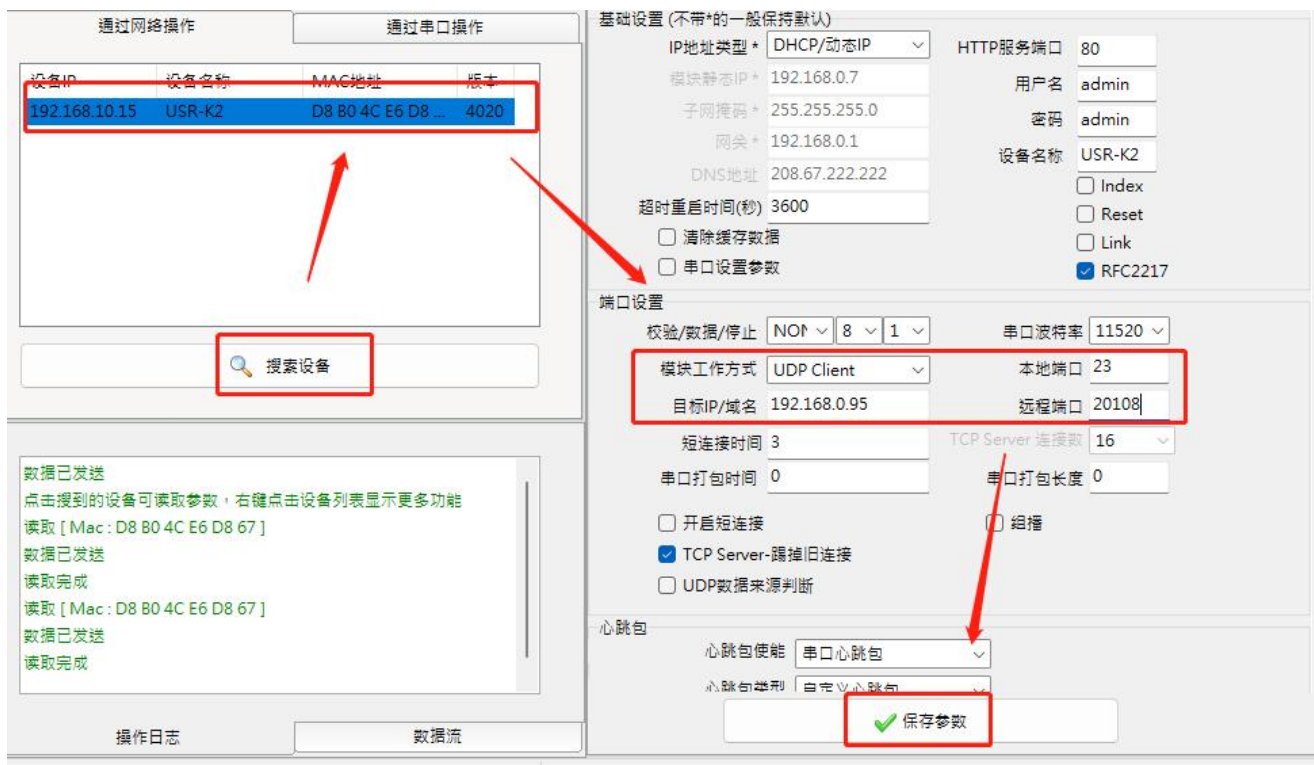 通过网络操作
通过串口操作
设备IP 设备名称 MAC地址 版本
192.168.10.15 USR-K2 D8 B0 4C E6 D8 ... 4020
搜索设备
数据已发送
点击搜到的设备可读取参数，右键点击设备列表显示更多功能
读取 [ Mac : D8 B0 4C E6 D8 67 ]
数据已发送
读取完成
读取 [ Mac : D8 B0 4C E6 D8 67 ]
数据已发送
读取完成
操作日志
数据流
基础设置 (不带*的一般保持默认)
IP地址类型 * DHCP/动态IP HTTP服务端口 80
模块静态IP * 192.168.0.7 用户名 admin
子网掩码 * 255.255.255.0 密码 admin
网关 * 192.168.0.1 设备名称 USR-K2
DNS地址 208.67.222.222 Index
超时重启时间(秒) 3600 Reset
清除缓存数据 Link
串口设置参数 RFC2217
端口设置
校验/数据/停止 NON 8 1 串口波特率 11520
模块工作方式 UDP Client 本地端口 23
目标IP/域名 192.168.0.95 远程端口 20108
短连接时间 3 TCP Server 连接数 16
串口打包时间 0 串口打包长度 0
开启短连接 组播
TCP Server-踢掉旧连接
UDP数据来源判断
心跳包
心跳包使能 串口心跳包
心跳包类型 自定义心跳包
保存参数